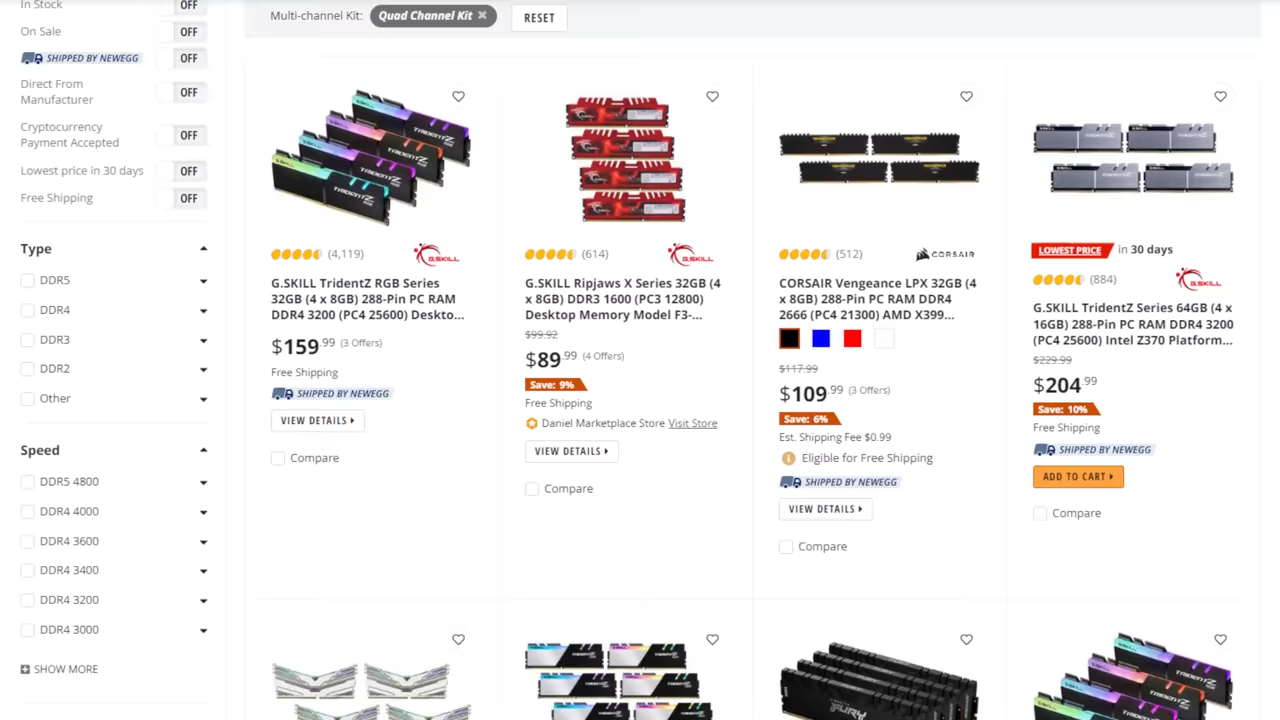 In Stock
OFF
On Sale
OFF
SHIPPED BY NEWEGG
OFF
Direct From
Manufacturer
OFF
Cryptocurrency
Payment Accepted
OFF
Lowest price in 30 days
OFF
Free Shipping
OFF
Type
DDR5
DDR4
DDR3
DDR2
Other
Speed
DDR5 4800
DDR4 4000
DDR4 3600
DDR4 3400
DDR4 3200
DDR4 3000
SHOW MORE
Multi-channel Kit:
Quad Channel Kit
RESET
(4,119)
G.SKILL
G.SKILL TridentZ RGB Series
32GB (4 x 8GB) 288-Pin PC RAM
DDR4 3200 (PC4 25600) Deskto...
$159.99 (3 Offers)
Free Shipping
SHIPPED BY NEWEGG
VIEW DETAILS
Compare
(614)
G.SKILL
G.SKILL Ripjaws X Series 32GB (4
x 8GB) DDR3 1600 (PC3 12800)
Desktop Memory Model F3-...
$99.92
$89.99 (4 Offers)
Save: 9%
Free Shipping
Daniel Marketplace Store Visit Store
VIEW DETAILS
Compare
(512)
CORSAIR
CORSAIR Vengeance LPX 32GB (4
x 8GB) 288-Pin PC RAM DDR4
2666 (PC4 21300) AMD X399...
$117.99
$109.99 (3 Offers)
Save: 6%
Est. Shipping Fee $0.99
Eligible for Free Shipping
SHIPPED BY NEWEGG
VIEW DETAILS
Compare
LOWEST PRICE in 30 days
(884)
G.SKILL
G.SKILL TridentZ Series 64GB (4 x
16GB) 288-Pin PC RAM DDR4 3200
(PC4 25600) Intel Z370 Platform...
$229.99
$204.99
Save: 10%
Free Shipping
SHIPPED BY NEWEGG
ADD TO CART
Compare
FURY